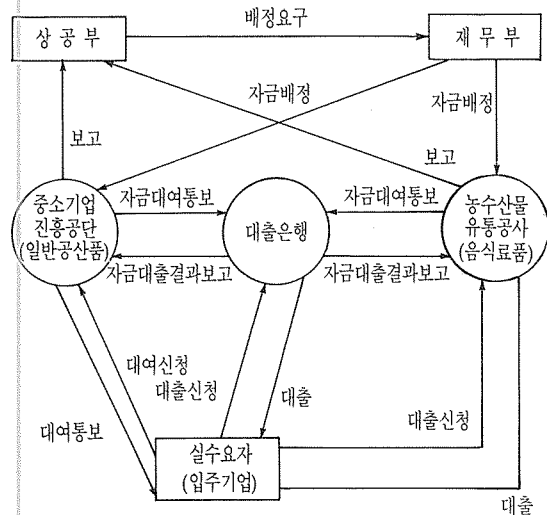 배정요구
상 공 부
재 무 부
자금배정
자금배정
보고
보고
중소기업
진흥공단
(일반공산품)
자금대여통보
대출은행
자금대여통보
농수산물
유통공사
(음식료품)
자금대출결과보고
자금대출결과보고
대여신청
대출신청
대출
대출신청
대여통보
실수요자
(입주기업)
대출